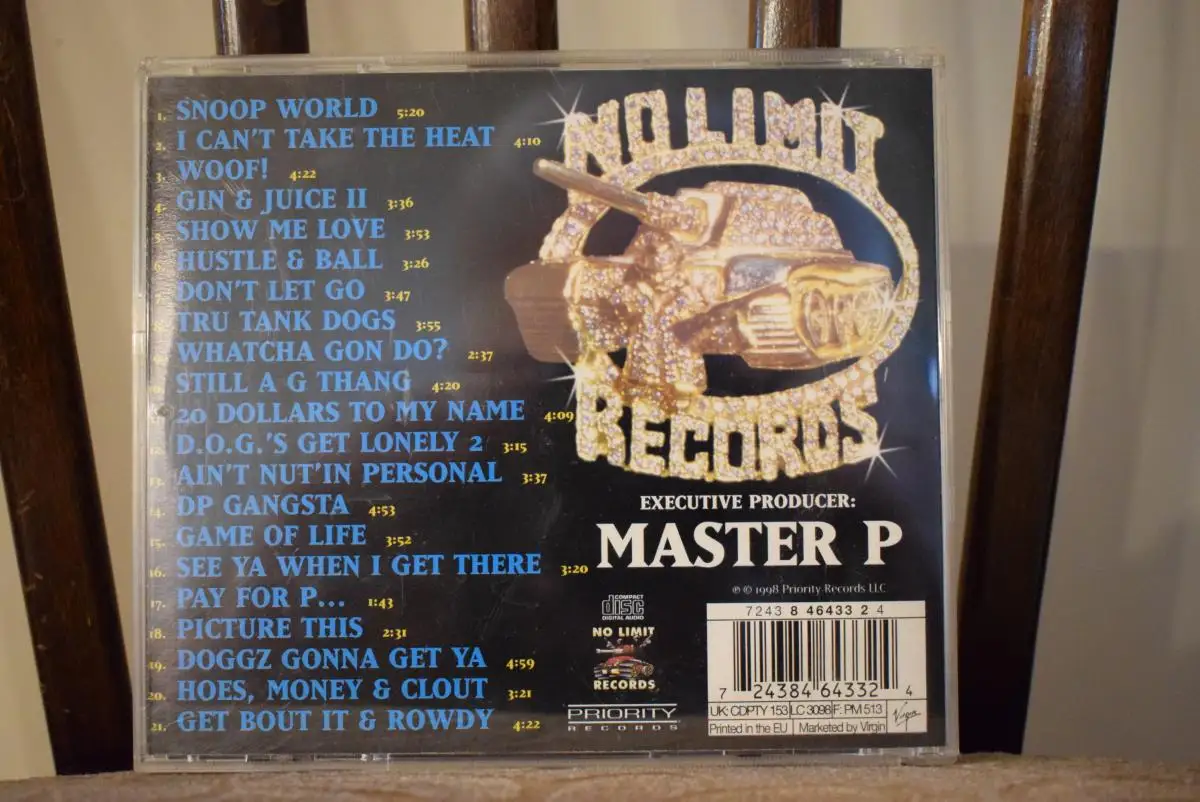 1. SNOOP WORLD 5:20
2. I CAN'T TAKE THE HEAT 4:10
3. WOOF! 4:22
4. GIN & JUICE II 3:36
5. SHOW ME LOVE 3:53
6. HUSTLE & BALL 3:26
7. DON'T LET GO 3:47
8. TRU TANK DOGS 3:55
WHATCHA GON DO? 2:37
10. STILL A G THANG 4:20
20 DOLLARS TO MY NAME 4:09
12. D.O.G.'S GET LONELY 2 3:15
13. AIN'T NUT'IN PERSONAL 3:37
14. DP GANGSTA 4:53
15. GAME OF LIFE 3:52
16. SEE YA WHEN I GET THERE 3:20
17. PAY FOR P... 1:43
18. PICTURE THIS 2:31
19. DOGGZ GONNA GET YA 4:59
20. HOES, MONEY & CLOUT 3:21
21. GET BOUT IT & ROWDY 4:22
NO LIMIT
RECORDS
EXECUTIVE PRODUCER:
MASTER P
℗ © 1998 Priority Records LLC
COMPACT
disc
DIGITAL AUDIO
NO LIMIT
RECORDS
PRIORITY
RECORDS
7243 8 46433 2 4
7 24384 64332 4
UK: CDPTY 153 LC 3098 F: PM 513
Printed in the EU Marketed by Virgin
Virgin